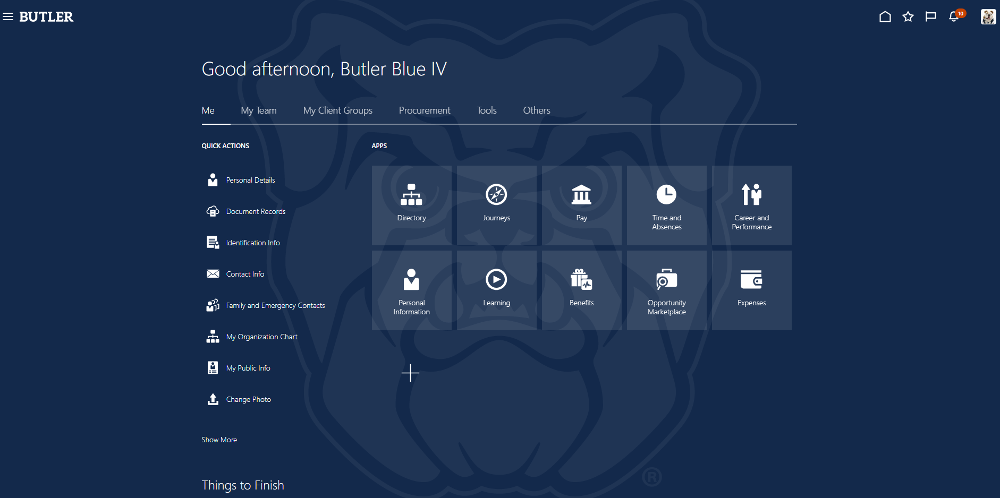 BUTLER
10
Good afternoon, Butler Blue IV
Me
My Team
My Client Groups
Procurement
Tools
Others
QUICK ACTIONS
Personal Details
Document Records
Identification Info
Contact Info
Family and Emergency Contacts
My Organization Chart
My Public Info
Change Photo
Show More
APPS
Directory
Journeys
Pay
Time and
Absences
Career and
Performance
Personal
Information
Learning
Benefits
Opportunity
Marketplace
Expenses
Things to Finish
®